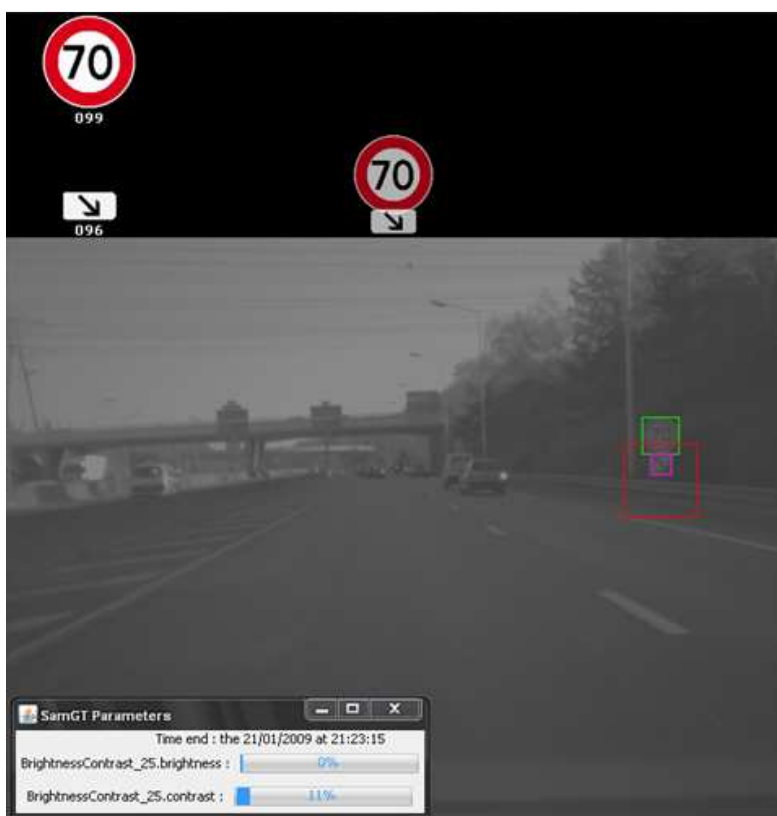 70
099
70
096
70
SamGT Parameters
Time end : the 21/01/2009 at 21:23:15
BrightnessContrast_25.brightness : 0%
BrightnessContrast_25.contrast : 11%